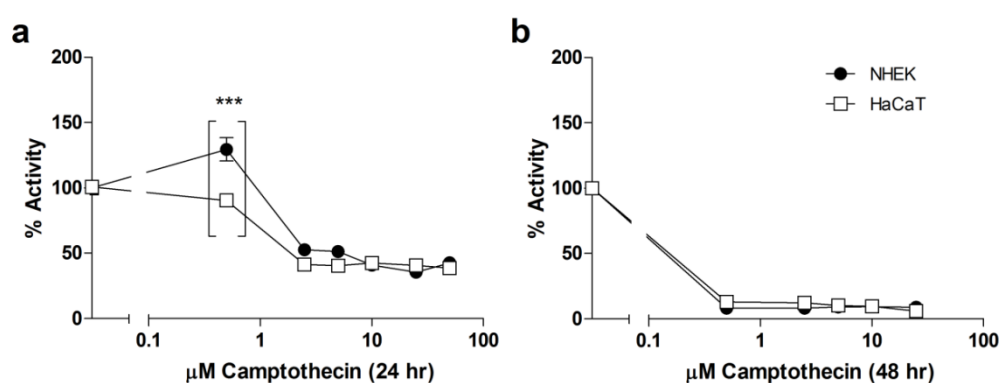 a
200
150
100
50
0
% Activity
***
0.1
1
10
100
μM Camptothecin (24 hr)
b
200
150
100
50
0
% Activity
NHEK
HaCaT
0.1
1
10
100
μM Camptothecin (48 hr)